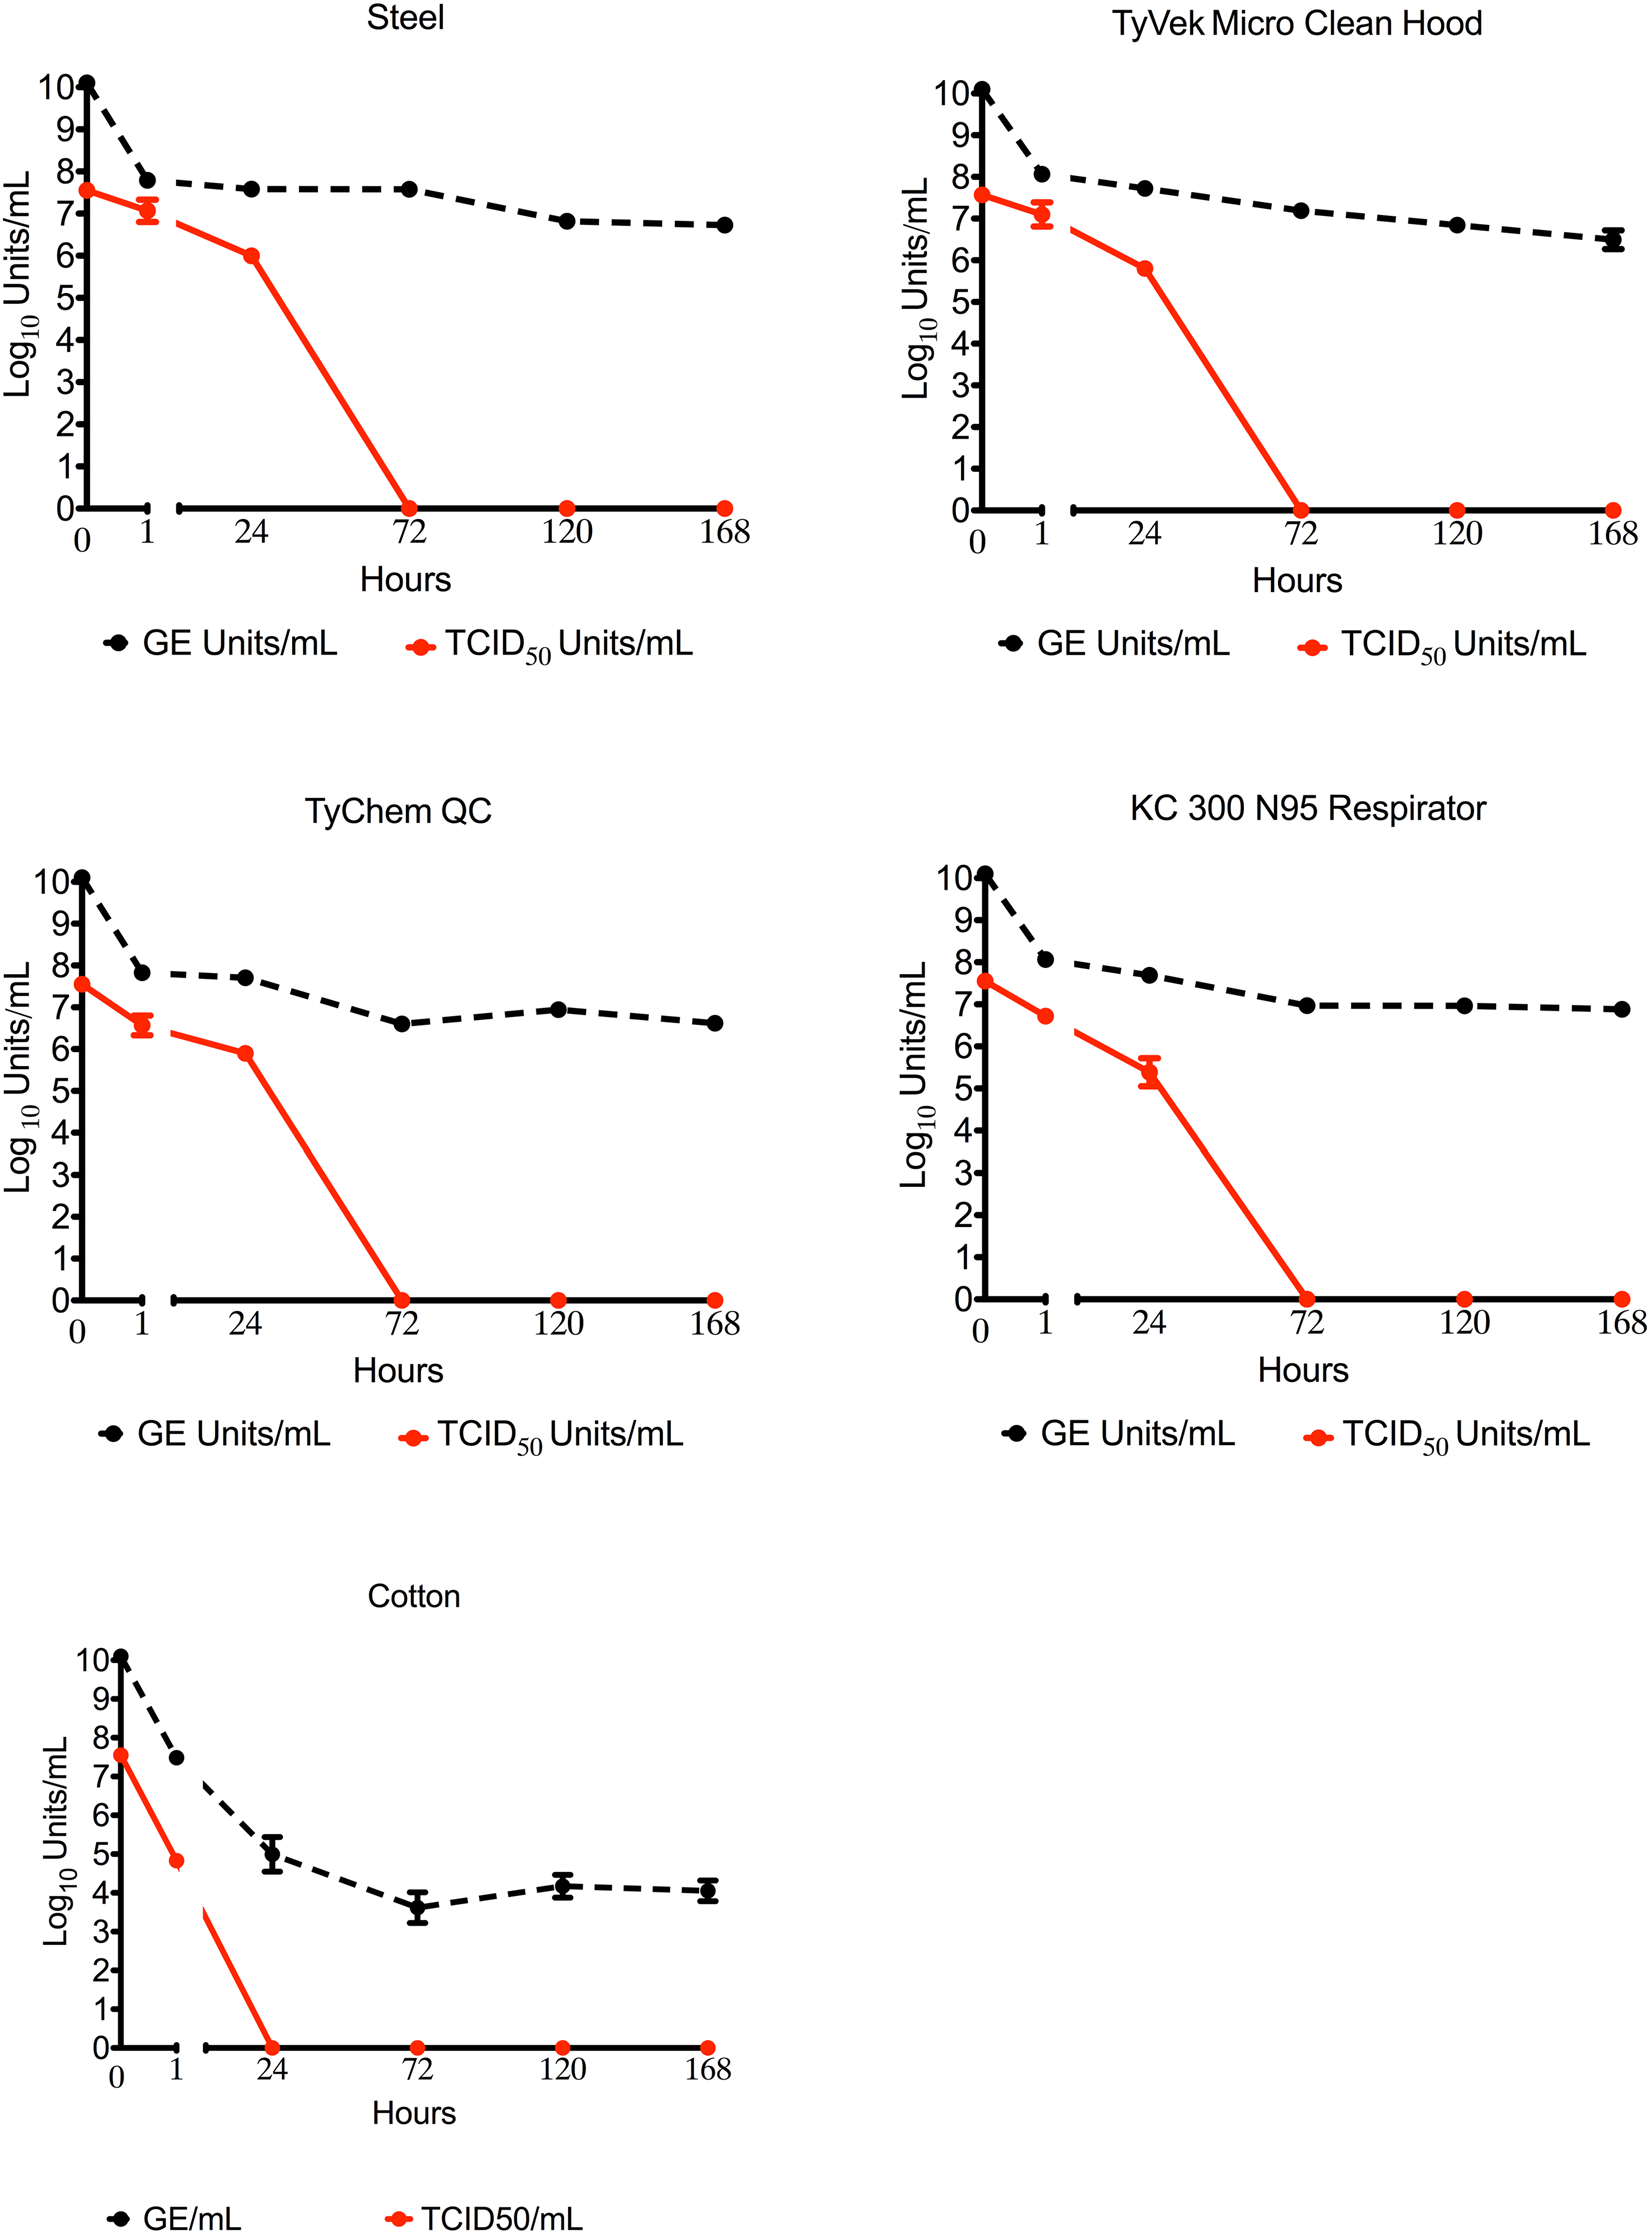 Steel
10
9
8
7
6
5
4
3
2
1
0
Log10 Units/mL
0 1 24 72 120 168
Hours
GE Units/mL TCID50 Units/mL
TyVek Micro Clean Hood
10
9
8
7
6
5
4
3
2
1
0
Log10 Units/mL
0 1 24 72 120 168
Hours
GE Units/mL TCID50 Units/mL
TyChem QC
10
9
8
7
6
5
4
3
2
1
0
Log 10 Units/mL
0 1 24 72 120 168
Hours
GE Units/mL TCID50 Units/mL
KC 300 N95 Respirator
10
9
8
7
6
5
4
3
2
1
0
Log10 Units/mL
0 1 24 72 120 168
Hours
GE Units/mL TCID50 Units/mL
Cotton
10
9
8
7
6
5
4
3
2
1
0
Log10 Units/mL
0 1 24 72 120 168
Hours
GE/mL TCID50/mL